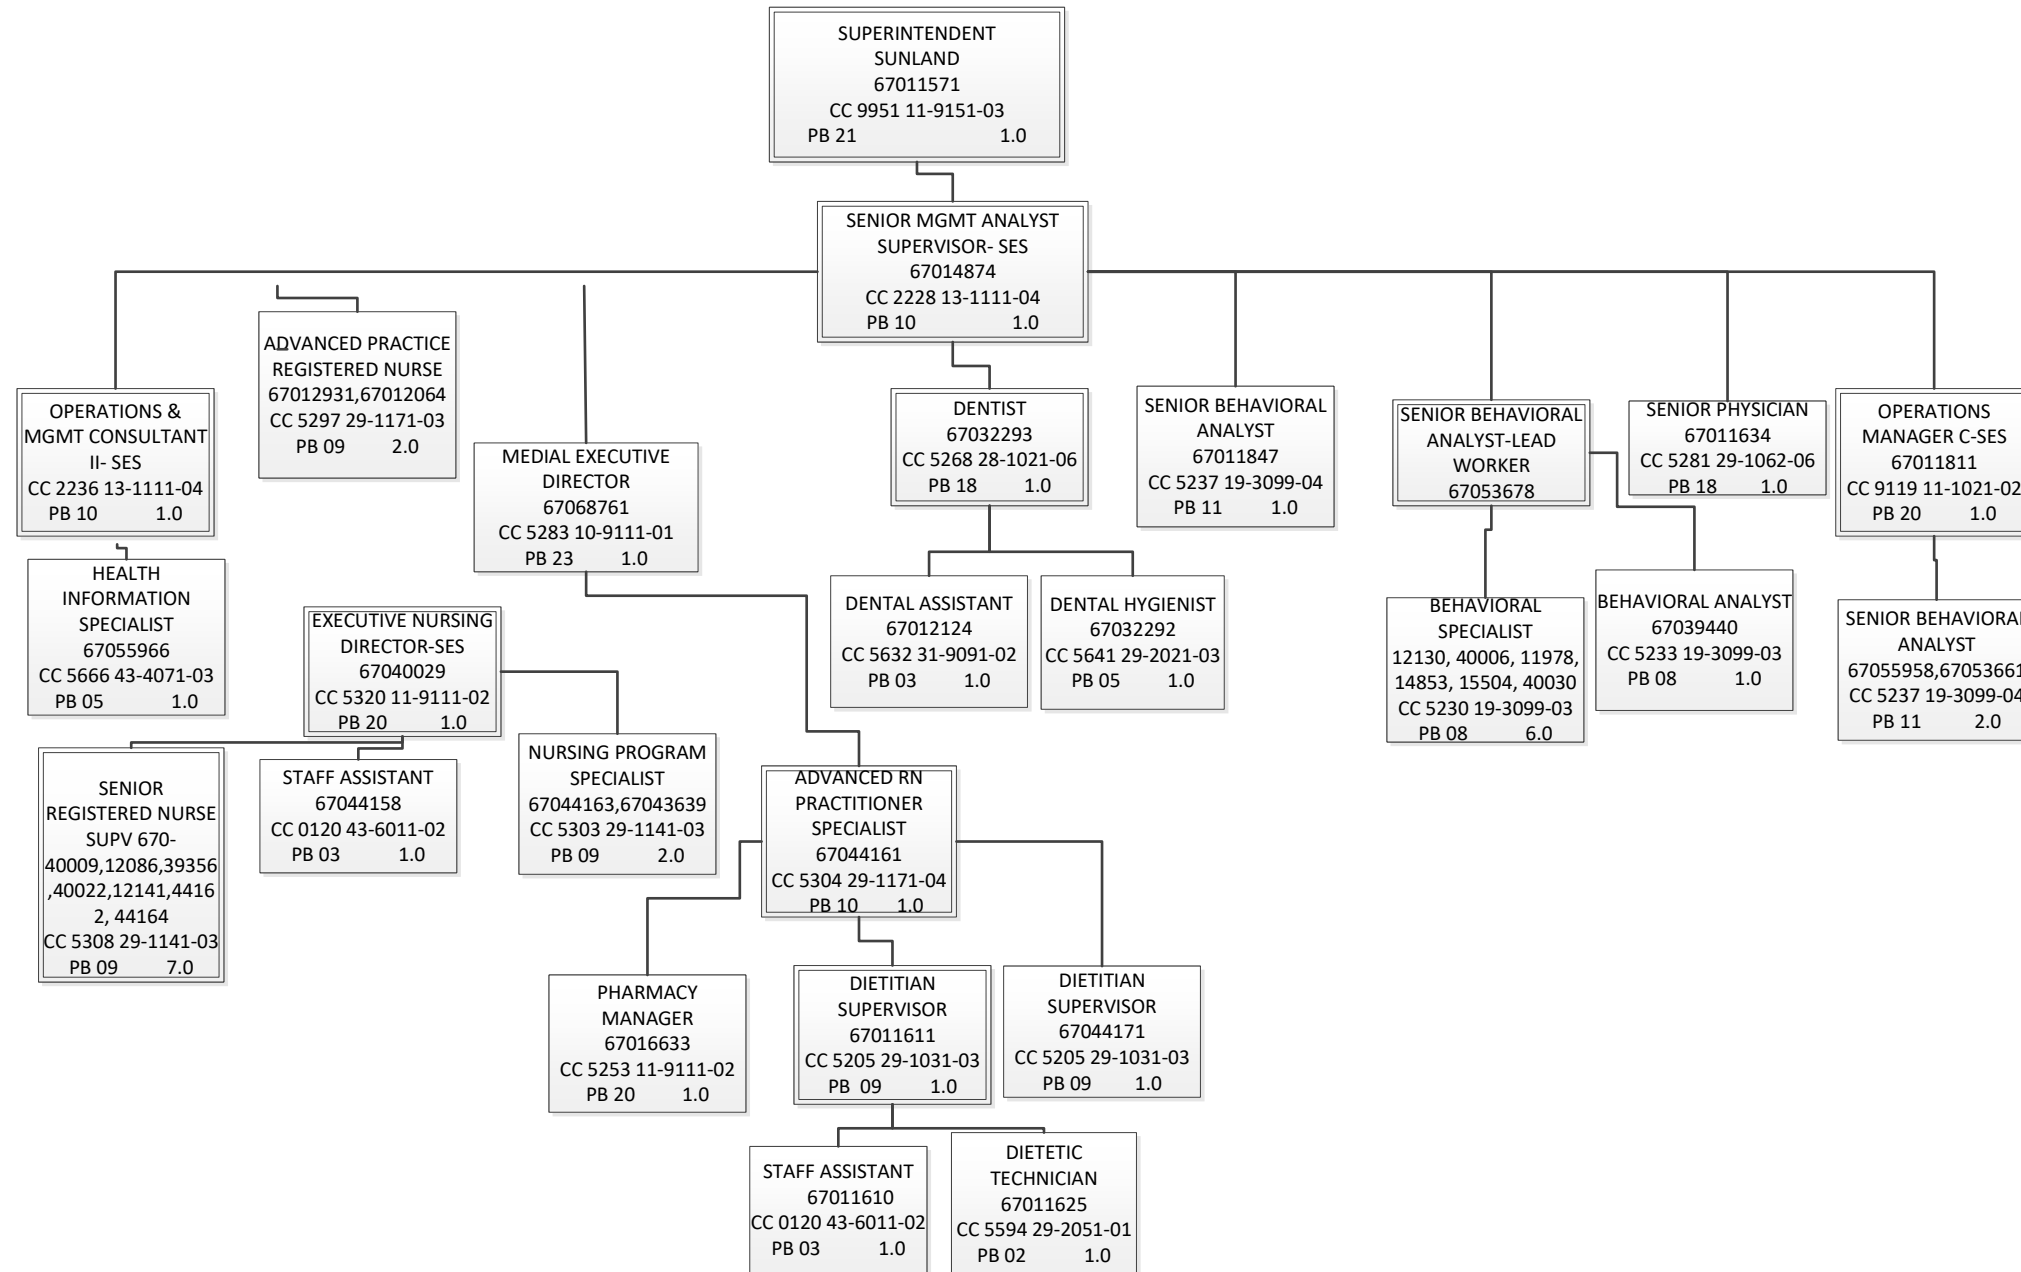 SUPERINTENDENT
SUNLAND
67011571
CC 9951 11-9151-03
PB 21 1.0
SENIOR MGMT ANALYST
SUPERVISOR- SES
67014874
CC 2228 13-1111-04
PB 10 1.0
OPERATIONS &
MGMT CONSULTANT
II- SES
CC 2236 13-1111-04
PB 10 1.0
ADVANCED PRACTICE
REGISTERED NURSE
67012931,67012064
CC 5297 29-1171-03
PB 09 2.0
MEDIAL EXECUTIVE
DIRECTOR
67068761
CC 5283 10-9111-01
PB 23 1.0
DENTIST
67032293
CC 5268 28-1021-06
PB 18 1.0
SENIOR BEHAVIORAL
ANALYST
67011847
CC 5237 19-3099-04
PB 11 1.0
SENIOR BEHAVIORAL
ANALYST-LEAD
WORKER
67053678
SENIOR PHYSICIAN
67011634
CC 5281 29-1062-06
PB 18 1.0
OPERATIONS
MANAGER C-SES
67011811
CC 9119 11-1021-02
PB 20 1.0
HEALTH
INFORMATION
SPECIALIST
67055966
CC 5666 43-4071-03
PB 05 1.0
EXECUTIVE NURSING
DIRECTOR-SES
67040029
CC 5320 11-9111-02
PB 20 1.0
DENTAL ASSISTANT
67012124
CC 5632 31-9091-02
PB 03 1.0
DENTAL HYGIENIST
67032292
CC 5641 29-2021-03
PB 05 1.0
BEHAVIORAL
SPECIALIST
12130, 40006, 11978,
14853, 15504, 40030
CC 5230 19-3099-03
PB 08 6.0
BEHAVIORAL ANALYST
67039440
CC 5233 19-3099-03
PB 08 1.0
SENIOR BEHAVIORAL
ANALYST
67055958,67053661
CC 5237 19-3099-04
PB 11 2.0
SENIOR
REGISTERED NURSE
SUPV 670-
40009,12086,39356
,40022,12141,4416
2, 44164
CC 5308 29-1141-03
PB 09 7.0
STAFF ASSISTANT
67044158
CC 0120 43-6011-02
PB 03 1.0
NURSING PROGRAM
SPECIALIST
67044163,67043639
CC 5303 29-1141-03
PB 09 2.0
ADVANCED RN
PRACTITIONER
SPECIALIST
67044161
CC 5304 29-1171-04
PB 10 1.0
PHARMACY
MANAGER
67016633
CC 5253 11-9111-02
PB 20 1.0
DIETITIAN
SUPERVISOR
67011611
CC 5205 29-1031-03
PB 09 1.0
DIETITIAN
SUPERVISOR
67044171
CC 5205 29-1031-03
PB 09 1.0
STAFF ASSISTANT
67011610
CC 0120 43-6011-02
PB 03 1.0
DIETETIC
TECHNICIAN
67011625
CC 5594 29-2051-01
PB 02 1.0